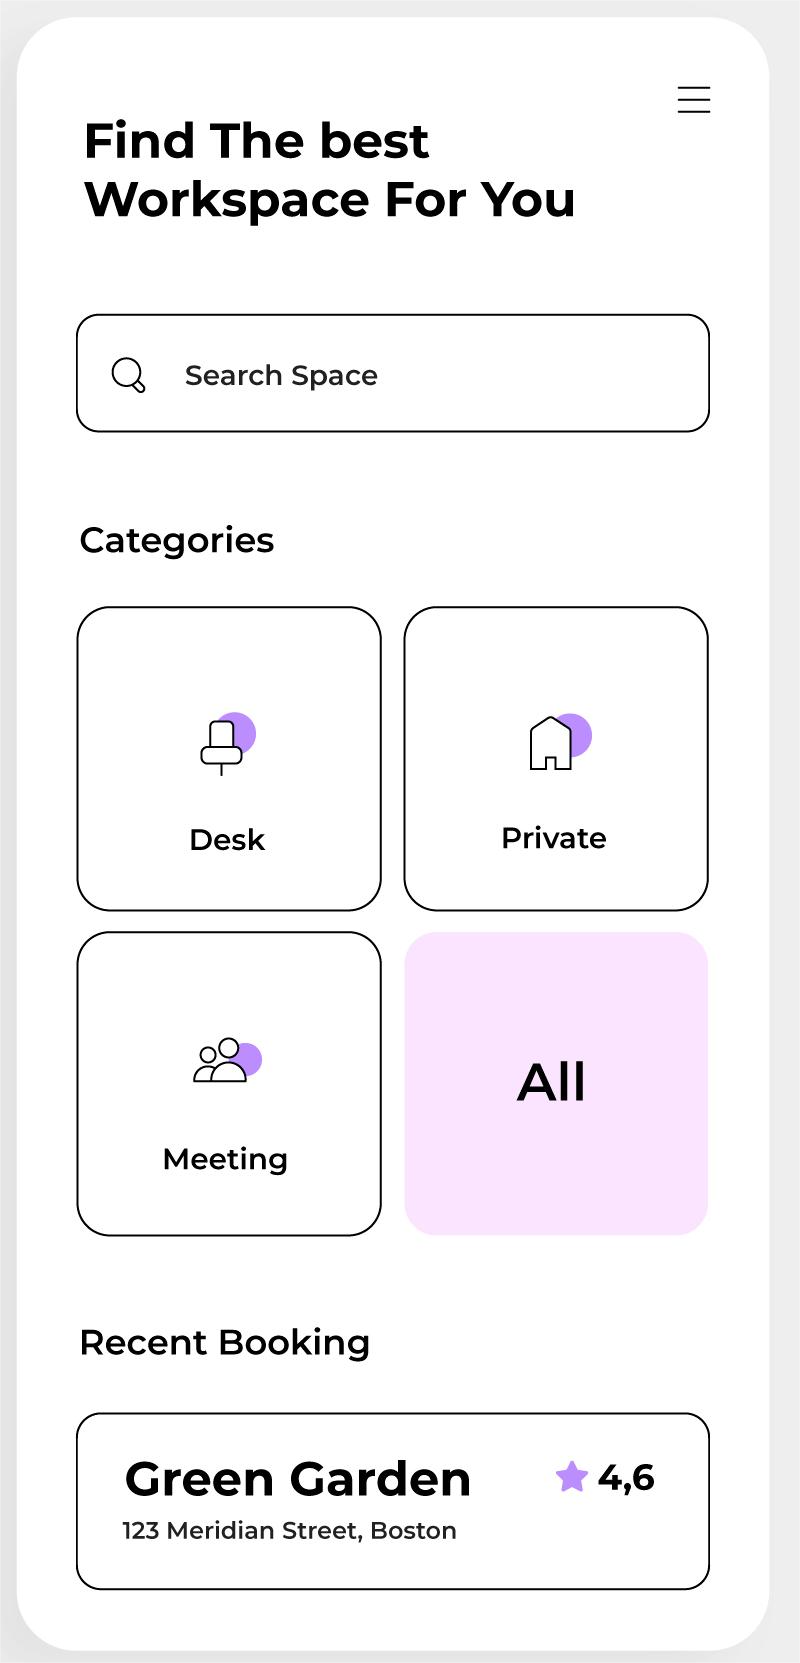 Find The best
Workspace For You
Search Space
Categories
Desk
Private
Meeting
All
Recent Booking
Green Garden
4,6
123 Meridian Street, Boston